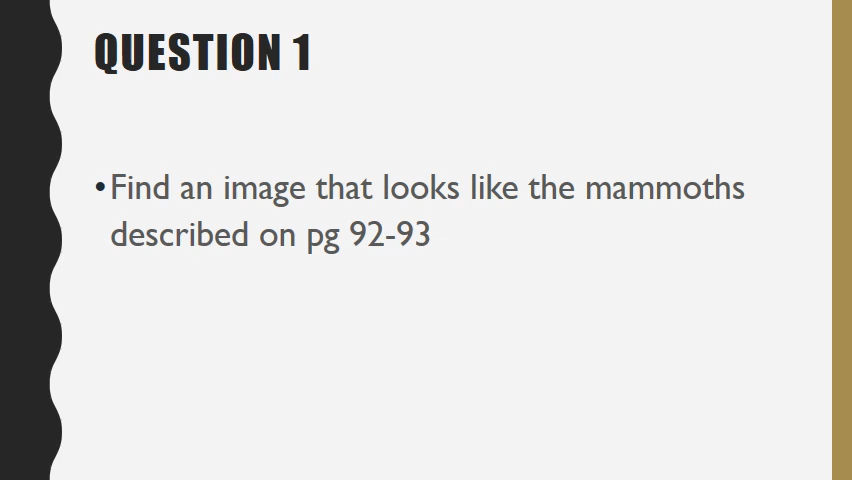 QUESTION 1
•Find an image that looks like the mammoths
described on pg 92-93